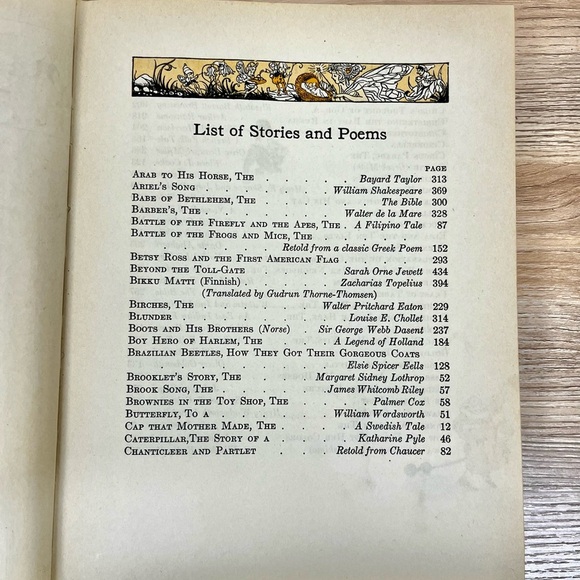 List of Stories and Poems
PAGE
ARAB TO HIS HORSE, THE . . . . Bayard Taylor 313
ARIEL'S SONG . . . . . William Shakespeare 369
BABE OF BETHLEHEM, THE . . . . The Bible 300
BARBER'S, THE . . . . . Walter de la Mare 328
BATTLE OF THE FIREFLY AND THE APES, THE . A Filipino Tale 87
BATTLE OF THE FROGS AND MICE, THE . . . .
. . . . . Retold from a classic Greek Poem 152
BETSY ROSS AND THE FIRST AMERICAN FLAG . . . . 293
BEYOND THE TOLL-GATE . . . . Sarah Orne Jewett 434
BIKKU MATTI (Finnish) . . . . Zacharias Topelius 394
(Translated by Gudrun Thorne-Thomsen)
BIRCHES, THE . . . . Walter Pritchard Eaton 229
BLUNDER . . . . . Louise E. Chollet 314
BOOTS AND HIS BROTHERS (Norse) . Sir George Webb Dasent 237
BOY HERO OF HARLEM, THE . . . A Legend of Holland 184
BRAZILIAN BEETLES, HOW THEY GOT THEIR GORGEOUS COATS
. . . . . Elsie Spicer Eells 128
BROOKLET'S STORY, THE . . . Margaret Sidney Lothrop 52
BROOK SONG, THE . . . . James Whitcomb Riley 57
BROWNIES IN THE TOY SHOP, THE . . . Palmer Cox 58
BUTTERFLY, TO A . . . . William Wordsworth 51
CAP THAT MOTHER MADE, THE . . . A Swedish Tale 12
CATERPILLAR, THE STORY OF A . . . Katharine Pyle 46
CHANTICLEER AND PARTLET . . . Retold from Chaucer 82